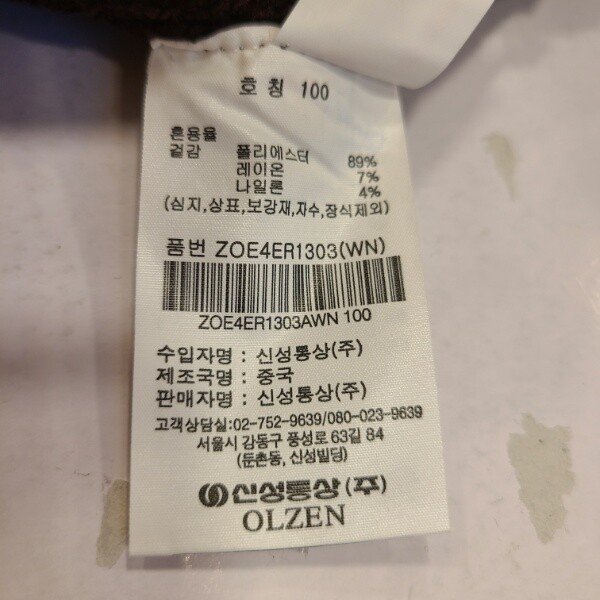 호 칭 100
혼용율
겉감 폴리에스터 89%
레이온 7%
나일론 4%
(심지,상표,보강재,자수,장식제외)
품번 ZOE4ER1303(WN)
ZOE4ER1303AWN 100
수입자명 : 신성통상(주)
제조국명 : 중국
판매자명 : 신성통상(주)
고객상담실:02-752-9639/080-023-9639
서울시 강동구 풍성로 63길 84
(둔촌동, 신성빌딩)
신성통상(주)
OLZEN